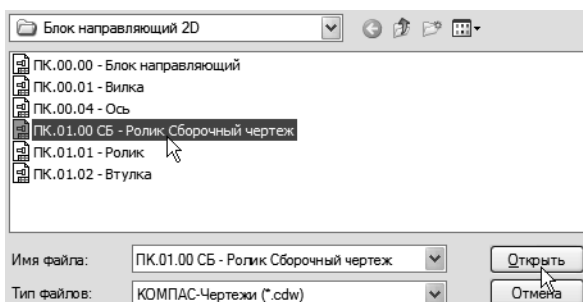 Блок направляющий 2D
ПК.00.00 - Блок направляющий
ПК.00.01 - Вилка
ПК.00.04 - Ось
ПК.01.00 СБ - Ролик Сборочный чертеж
ПК.01.01 - Ролик
ПК.01.02 - Втулка
Имя файла: ПК.01.00 СБ - Ролик Сборочный чертеж Открыть
Тип файлов: КОМПАС-Чертежи (*.cdw) Отмена